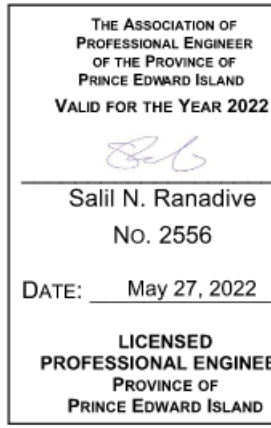 THE ASSOCIATION OF
PROFESSIONAL ENGINEER
OF THE PROVINCE OF
PRINCE EDWARD ISLAND
VALID FOR THE YEAR 2022
Salil N. Ranadive
NO. 2556
DATE: May 27, 2022
LICENSED
PROFESSIONAL ENGINEE
PROVINCE OF
PRINCE EDWARD ISLAND